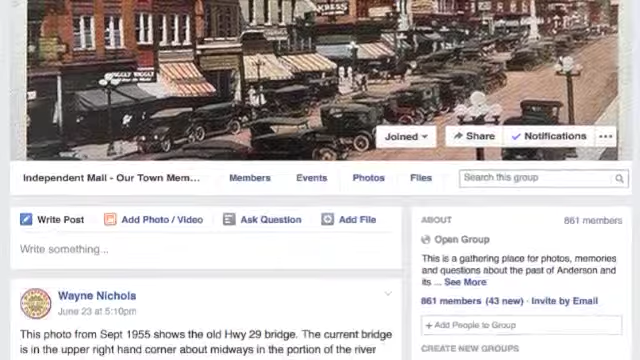 KRESS
PIGGLY WIGGLY
Joined
Share
Notifications
Independent Mail - Our Town Mem...
Members
Events
Photos
Files
Search this group
Write Post
Add Photo / Video
Ask Question
Add File
Write something...
Wayne Nichols
June 23 at 5:10pm
This photo from Sept 1955 shows the old Hwy 29 bridge. The current bridge
is in the upper right hand corner about midways in the portion of the river
ABOUT
861 members
Open Group
This is a gathering place for photos, memories
and questions about the past of Anderson and
its ... See More
861 members (43 new) · Invite by Email
+ Add People to Group
CREATE NEW GROUPS